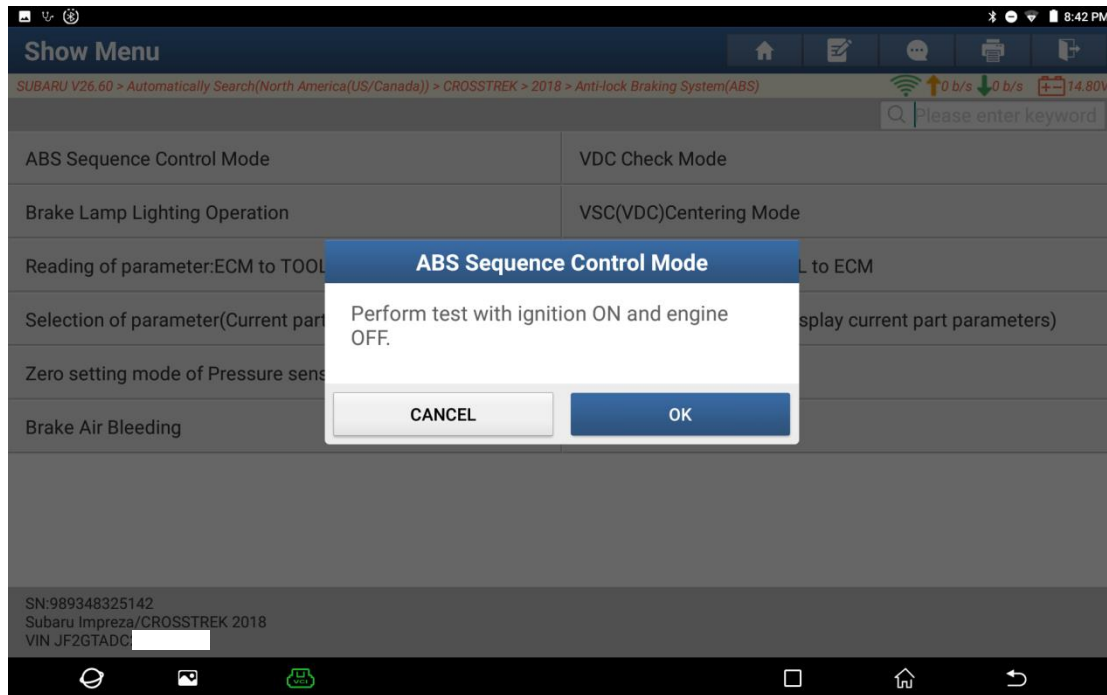 8:42 PM
Show Menu
SUBARU V26.60 > Automatically Search(North America(US/Canada)) > CROSSTREK > 2018 > Anti-lock Braking System(ABS) 0 b/s 0 b/s 14.80V
Please enter keyword
ABS Sequence Control Mode VDC Check Mode
Brake Lamp Lighting Operation VSC(VDC)Centering Mode
Reading of parameter:ECM to TOOL L to ECM
Selection of parameter(Current part splay current part parameters)
Zero setting mode of Pressure sens
Brake Air Bleeding
ABS Sequence Control Mode
Perform test with ignition ON and engine
OFF.
CANCEL OK
SN:989348325142
Subaru Impreza/CROSSTREK 2018
VIN JF2GTADC
VCI